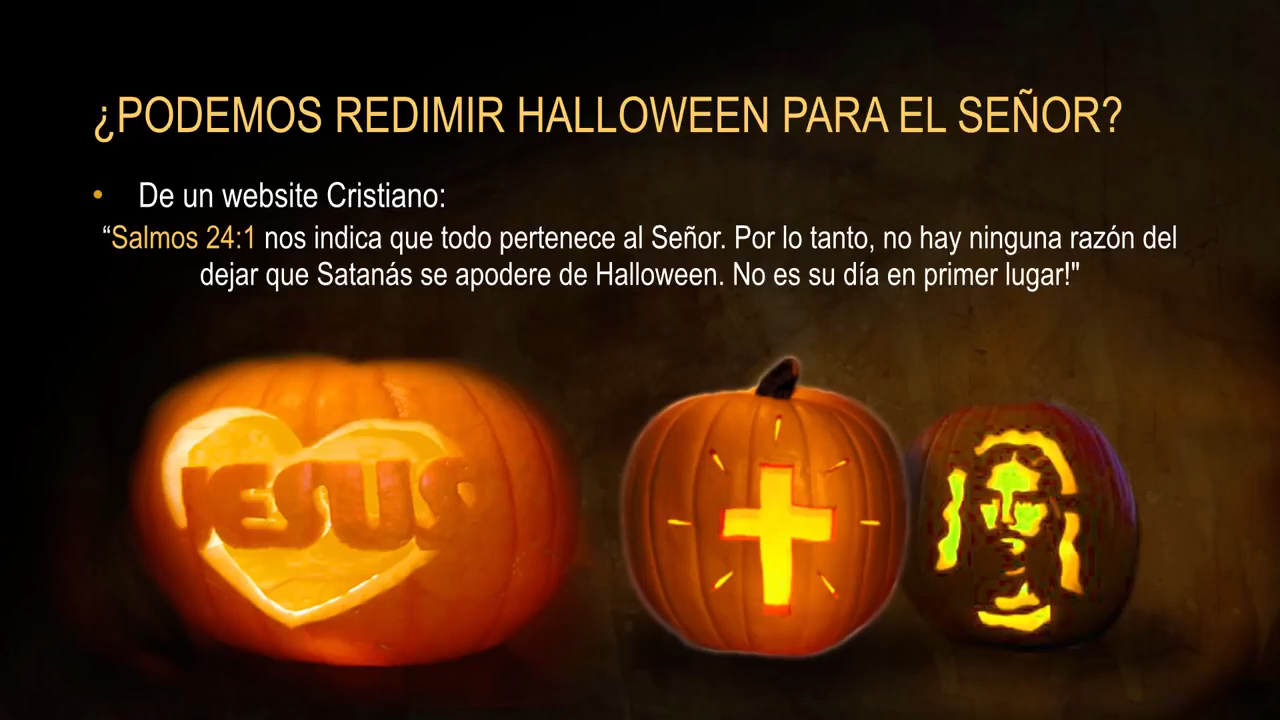 ¿PODEMOS REDIMIR HALLOWEEN PARA EL SEÑOR?
• De un website Cristiano:
“Salmos 24:1 nos indica que todo pertenece al Señor. Por lo tanto, no hay ninguna razón del
dejar que Satanás se apodere de Halloween. No es su día en primer lugar!"
JESUS